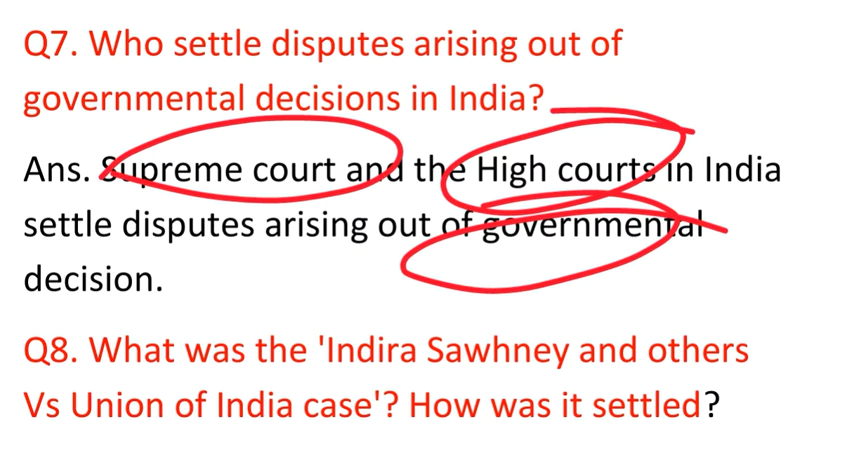 Q7. Who settle disputes arising out of
governmental decisions in India?
Ans. Supreme court and the High courts in India
settle disputes arising out of governmental
decision.
Q8. What was the 'Indira Sawhney and others
Vs Union of India case'? How was it settled?